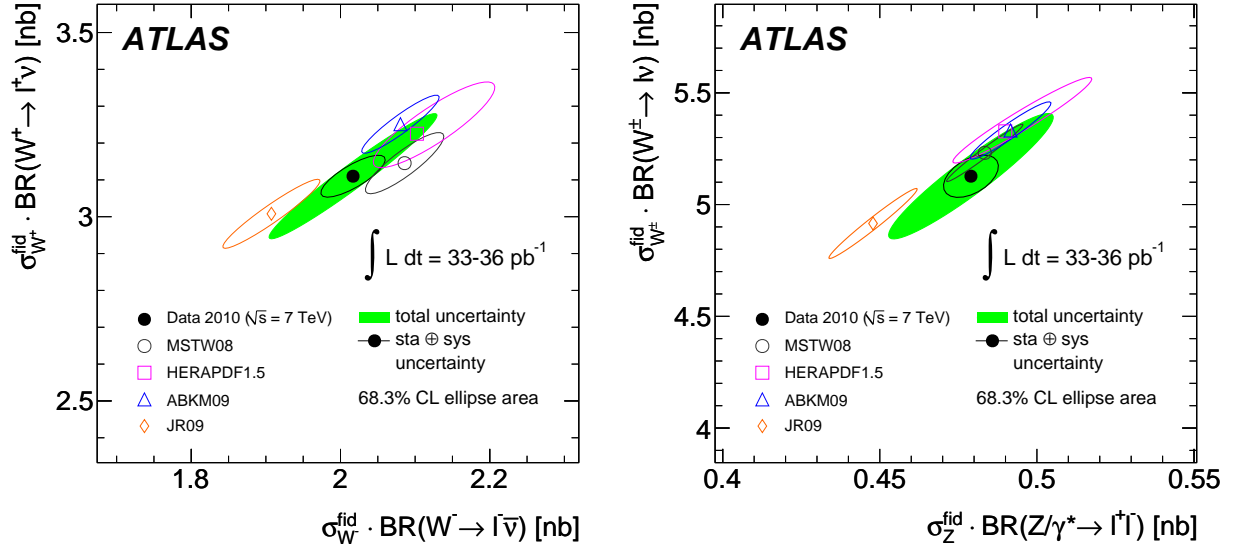 σ^fid_W⁺ · BR(W⁺ → l⁺ν) [nb]
3.5
3
2.5
ATLAS
∫ L dt = 33-36 pb⁻¹
Data 2010 (√s = 7 TeV)
MSTW08
HERAPDF1.5
ABKM09
JR09
total uncertainty
sta ⊕ sys
uncertainty
68.3% CL ellipse area
1.8 2 2.2
σ^fid_W⁻ · BR(W⁻ → l⁻ν̅) [nb]
σ^fid_W± · BR(W± → lν) [nb]
5.5
5
4.5
4
ATLAS
∫ L dt = 33-36 pb⁻¹
Data 2010 (√s = 7 TeV)
MSTW08
HERAPDF1.5
ABKM09
JR09
total uncertainty
sta ⊕ sys
uncertainty
68.3% CL ellipse area
0.4 0.45 0.5 0.55
σ^fid_Z · BR(Z/γ* → l⁺l⁻) [nb]